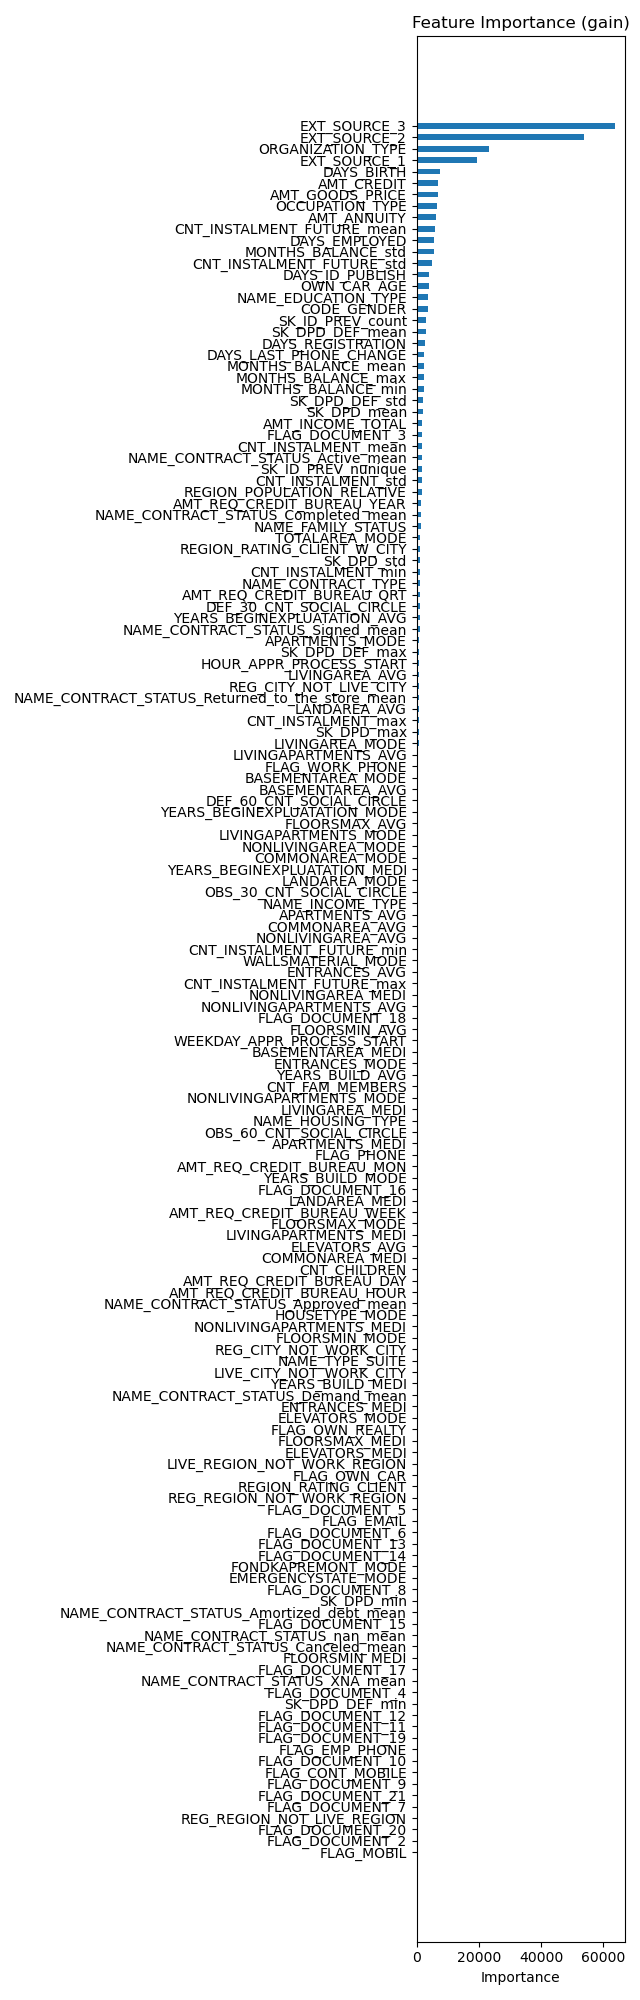 Feature Importance (gain)
EXT_SOURCE_3
EXT_SOURCE_2
ORGANIZATION_TYPE
EXT_SOURCE_1
DAYS_BIRTH
AMT_CREDIT
AMT_GOODS_PRICE
OCCUPATION_TYPE
AMT_ANNUITY
CNT_INSTALMENT_FUTURE_mean
DAYS_EMPLOYED
MONTHS_BALANCE_std
CNT_INSTALMENT_FUTURE_std
DAYS_ID_PUBLISH
OWN_CAR_AGE
NAME_EDUCATION_TYPE
CODE_GENDER
SK_ID_PREV_count
SK_DPD_DEF_mean
DAYS_REGISTRATION
DAYS_LAST_PHONE_CHANGE
MONTHS_BALANCE_mean
MONTHS_BALANCE_max
MONTHS_BALANCE_min
SK_DPD_DEF_std
SK_DPD_mean
AMT_INCOME_TOTAL
FLAG_DOCUMENT_3
CNT_INSTALMENT_mean
NAME_CONTRACT_STATUS_Active_mean
SK_ID_PREV_nunique
CNT_INSTALMENT_std
REGION_POPULATION_RELATIVE
AMT_REQ_CREDIT_BUREAU_YEAR
NAME_CONTRACT_STATUS_Completed_mean
NAME_FAMILY_STATUS
TOTALAREA_MODE
REGION_RATING_CLIENT_W_CITY
SK_DPD_std
CNT_INSTALMENT_min
NAME_CONTRACT_TYPE
AMT_REQ_CREDIT_BUREAU_QRT
DEF_30_CNT_SOCIAL_CIRCLE
YEARS_BEGINEXPLUATATION_AVG
NAME_CONTRACT_STATUS_Signed_mean
APARTMENTS_MODE
SK_DPD_DEF_max
HOUR_APPR_PROCESS_START
LIVINGAREA_AVG
REG_CITY_NOT_LIVE_CITY
NAME_CONTRACT_STATUS_Returned_to_the_store_mean
LANDAREA_AVG
CNT_INSTALMENT_max
SK_DPD_max
LIVINGAREA_MODE
LIVINGAPARTMENTS_AVG
FLAG_WORK_PHONE
BASEMENTAREA_MODE
BASEMENTAREA_AVG
DEF_60_CNT_SOCIAL_CIRCLE
YEARS_BEGINEXPLUATATION_MODE
FLOORSMAX_AVG
LIVINGAPARTMENTS_MODE
NONLIVINGAREA_MODE
COMMONAREA_MODE
YEARS_BEGINEXPLUATATION_MEDI
LANDAREA_MODE
OBS_30_CNT_SOCIAL_CIRCLE
NAME_INCOME_TYPE
APARTMENTS_AVG
COMMONAREA_AVG
NONLIVINGAREA_AVG
CNT_INSTALMENT_FUTURE_min
WALLSMATERIAL_MODE
ENTRANCES_AVG
CNT_INSTALMENT_FUTURE_max
NONLIVINGAREA_MEDI
NONLIVINGAPARTMENTS_AVG
FLAG_DOCUMENT_18
FLOORSMIN_AVG
WEEKDAY_APPR_PROCESS_START
BASEMENTAREA_MEDI
ENTRANCES_MODE
YEARS_BUILD_AVG
CNT_FAM_MEMBERS
NONLIVINGAPARTMENTS_MODE
LIVINGAREA_MEDI
NAME_HOUSING_TYPE
OBS_60_CNT_SOCIAL_CIRCLE
APARTMENTS_MEDI
FLAG_PHONE
AMT_REQ_CREDIT_BUREAU_MON
YEARS_BUILD_MODE
FLAG_DOCUMENT_16
LANDAREA_MEDI
AMT_REQ_CREDIT_BUREAU_WEEK
FLOORSMAX_MODE
LIVINGAPARTMENTS_MEDI
ELEVATORS_AVG
COMMONAREA_MEDI
CNT_CHILDREN
AMT_REQ_CREDIT_BUREAU_DAY
AMT_REQ_CREDIT_BUREAU_HOUR
NAME_CONTRACT_STATUS_Approved_mean
HOUSETYPE_MODE
NONLIVINGAPARTMENTS_MEDI
FLOORSMIN_MODE
REG_CITY_NOT_WORK_CITY
NAME_TYPE_SUITE
LIVE_CITY_NOT_WORK_CITY
YEARS_BUILD_MEDI
NAME_CONTRACT_STATUS_Demand_mean
ENTRANCES_MEDI
ELEVATORS_MODE
FLAG_OWN_REALTY
FLOORSMAX_MEDI
ELEVATORS_MEDI
LIVE_REGION_NOT_WORK_REGION
FLAG_OWN_CAR
REGION_RATING_CLIENT
REG_REGION_NOT_WORK_REGION
FLAG_DOCUMENT_5
FLAG_EMAIL
FLAG_DOCUMENT_6
FLAG_DOCUMENT_13
FLAG_DOCUMENT_14
FONDKAPREMONT_MODE
EMERGENCYSTATE_MODE
FLAG_DOCUMENT_8
SK_DPD_min
NAME_CONTRACT_STATUS_Amortized_debt_mean
FLAG_DOCUMENT_15
NAME_CONTRACT_STATUS_nan_mean
NAME_CONTRACT_STATUS_Canceled_mean
FLOORSMIN_MEDI
FLAG_DOCUMENT_17
NAME_CONTRACT_STATUS_XNA_mean
FLAG_DOCUMENT_4
SK_DPD_DEF_min
FLAG_DOCUMENT_12
FLAG_DOCUMENT_11
FLAG_DOCUMENT_19
FLAG_EMP_PHONE
FLAG_DOCUMENT_10
FLAG_CONT_MOBILE
FLAG_DOCUMENT_9
FLAG_DOCUMENT_21
FLAG_DOCUMENT_7
REG_REGION_NOT_LIVE_REGION
FLAG_DOCUMENT_20
FLAG_DOCUMENT_2
FLAG_MOBIL
0 20000 40000 60000
Importance